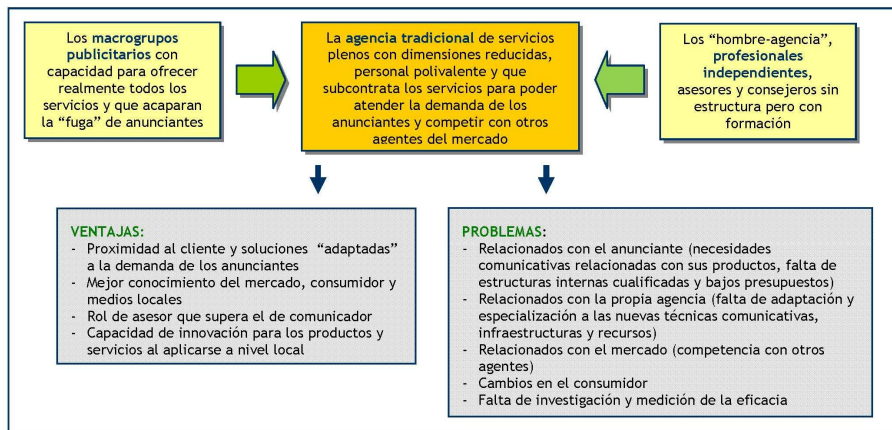 Los macrogrupos
publicitarios con
capacidad para ofrecer
realmente todos los
servicios y que acaparan
la “fuga” de anunciantes
La agencia tradicional de servicios
plenos con dimensiones reducidas,
personal polivalente y que
subcontrata los servicios para poder
atender la demanda de los
anunciantes y competir con otros
agentes del mercado
Los “hombre-agencia”,
profesionales
independientes,
asesores y consejeros sin
estructura pero con
formación
VENTAJAS:
- Proximidad al cliente y soluciones “adaptadas”
a la demanda de los anunciantes
- Mejor conocimiento del mercado, consumidor y
medios locales
- Rol de asesor que supera el de comunicador
- Capacidad de innovación para los productos y
servicios al aplicarse a nivel local
PROBLEMAS:
- Relacionados con el anunciante (necesidades
comunicativas relacionadas con sus productos, falta de
estructuras internas cualificadas y bajos presupuestos)
- Relacionados con la propia agencia (falta de adaptación y
especialización a las nuevas técnicas comunicativas,
infraestructuras y recursos)
- Relacionados con el mercado (competencia con otros
agentes)
- Cambios en el consumidor
- Falta de investigación y medición de la eficacia